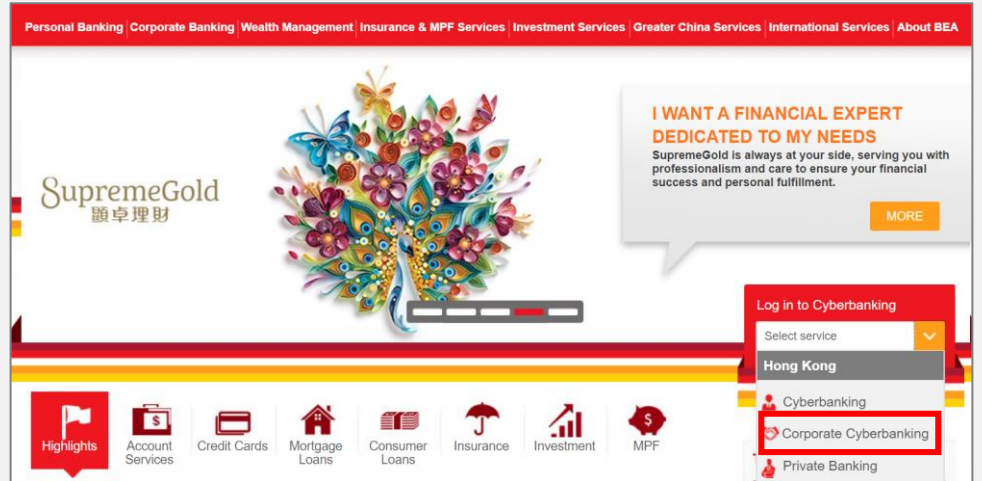 Personal Banking Corporate Banking Wealth Management Insurance & MPF Services Investment Services Greater China Services International Services About BEA
I WANT A FINANCIAL EXPERT
DEDICATED TO MY NEEDS
SupremeGold is always at your side, serving you with
professionalism and care to ensure your financial
success and personal fulfillment.
MORE
SupremeGold
顯卓理財
Log in to Cyberbanking
Select service
Hong Kong
Cyberbanking
Corporate Cyberbanking
Private Banking
Highlights
Account
Services
Credit Cards
Mortgage
Loans
Consumer
Loans
Insurance
Investment
MPF